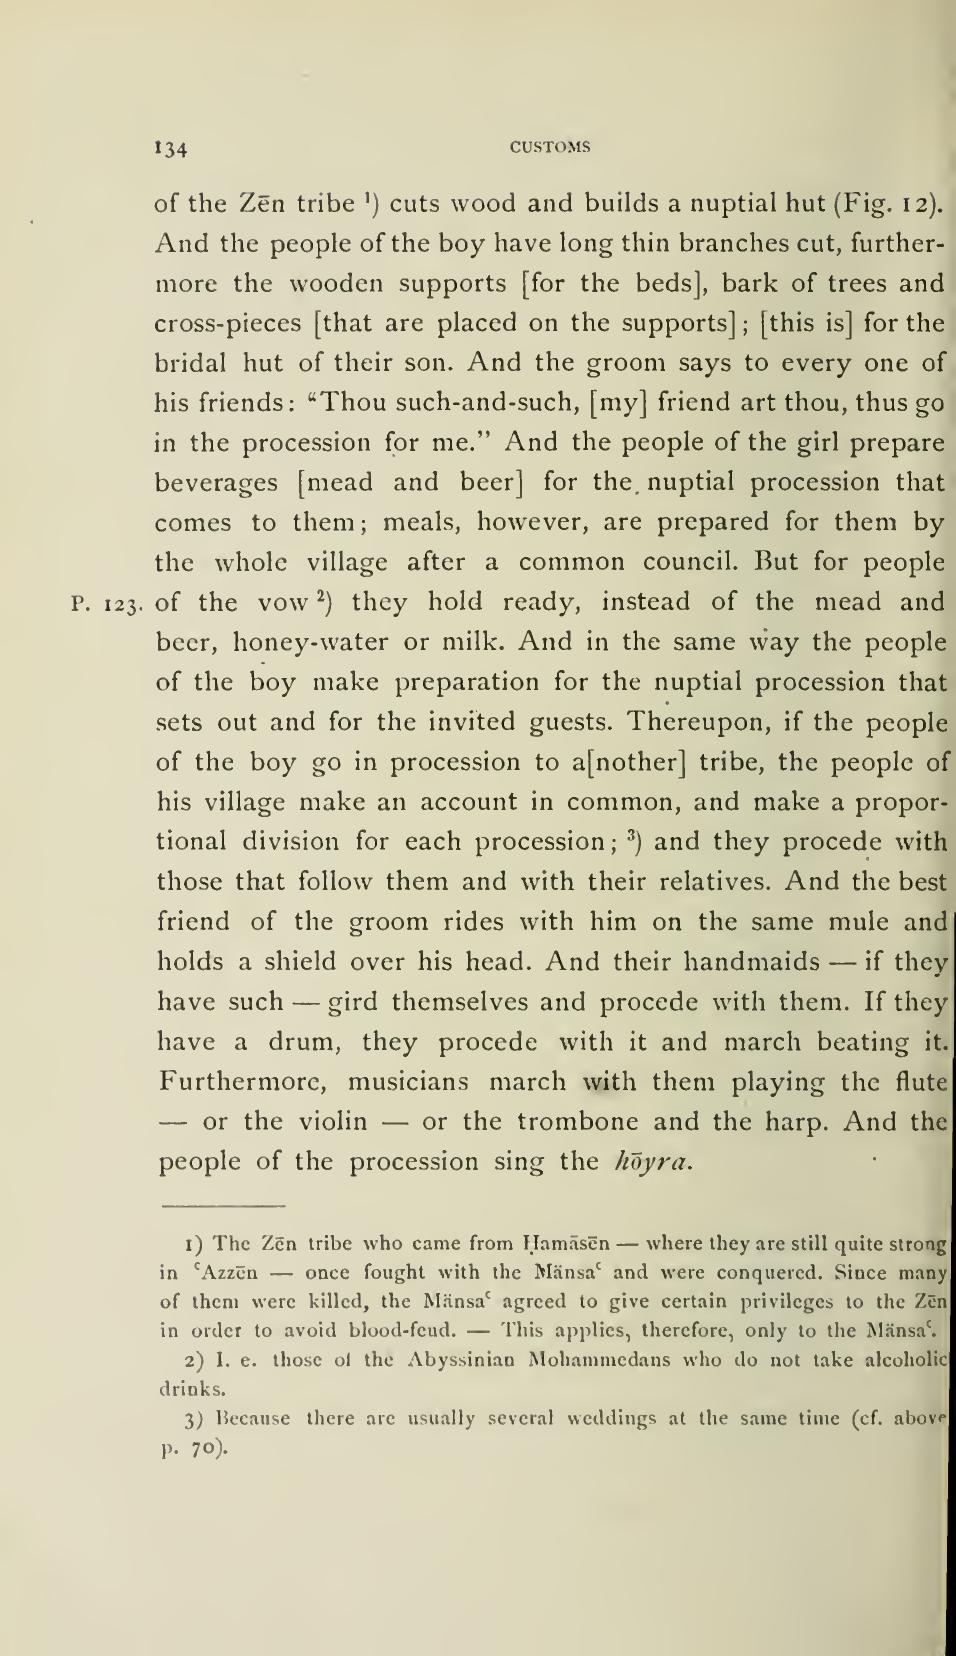 134 CUSTOMS
of the Zēn tribe ¹) cuts wood and builds a nuptial hut (Fig. 12).
And the people of the boy have long thin branches cut, further-
more the wooden supports [for the beds], bark of trees and
cross-pieces [that are placed on the supports]; [this is] for the
bridal hut of their son. And the groom says to every one of
his friends: “Thou such-and-such, [my] friend art thou, thus go
in the procession for me.” And the people of the girl prepare
beverages [mead and beer] for the nuptial procession that
comes to them; meals, however, are prepared for them by
the whole village after a common council. But for people
P. 123. of the vow ²) they hold ready, instead of the mead and
beer, honey-water or milk. And in the same way the people
of the boy make preparation for the nuptial procession that
sets out and for the invited guests. Thereupon, if the people
of the boy go in procession to a[nother] tribe, the people of
his village make an account in common, and make a propor-
tional division for each procession; ³) and they procede with
those that follow them and with their relatives. And the best
friend of the groom rides with him on the same mule and
holds a shield over his head. And their handmaids — if they
have such — gird themselves and procede with them. If they
have a drum, they procede with it and march beating it.
Furthermore, musicians march with them playing the flute
— or the violin — or the trombone and the harp. And the
people of the procession sing the hōyra.
1) The Zēn tribe who came from Ḥamāsēn — where they are still quite strong
in ʿAzzēn — once fought with the Mänsaʿ and were conquered. Since many
of them were killed, the Mänsaʿ agreed to give certain privileges to the Zēn
in order to avoid blood-feud. — This applies, therefore, only to the Mänsaʿ.
2) I. e. those of the Abyssinian Mohammedans who do not take alcoholic
drinks.
3) Because there are usually several weddings at the same time (cf. above
p. 70).